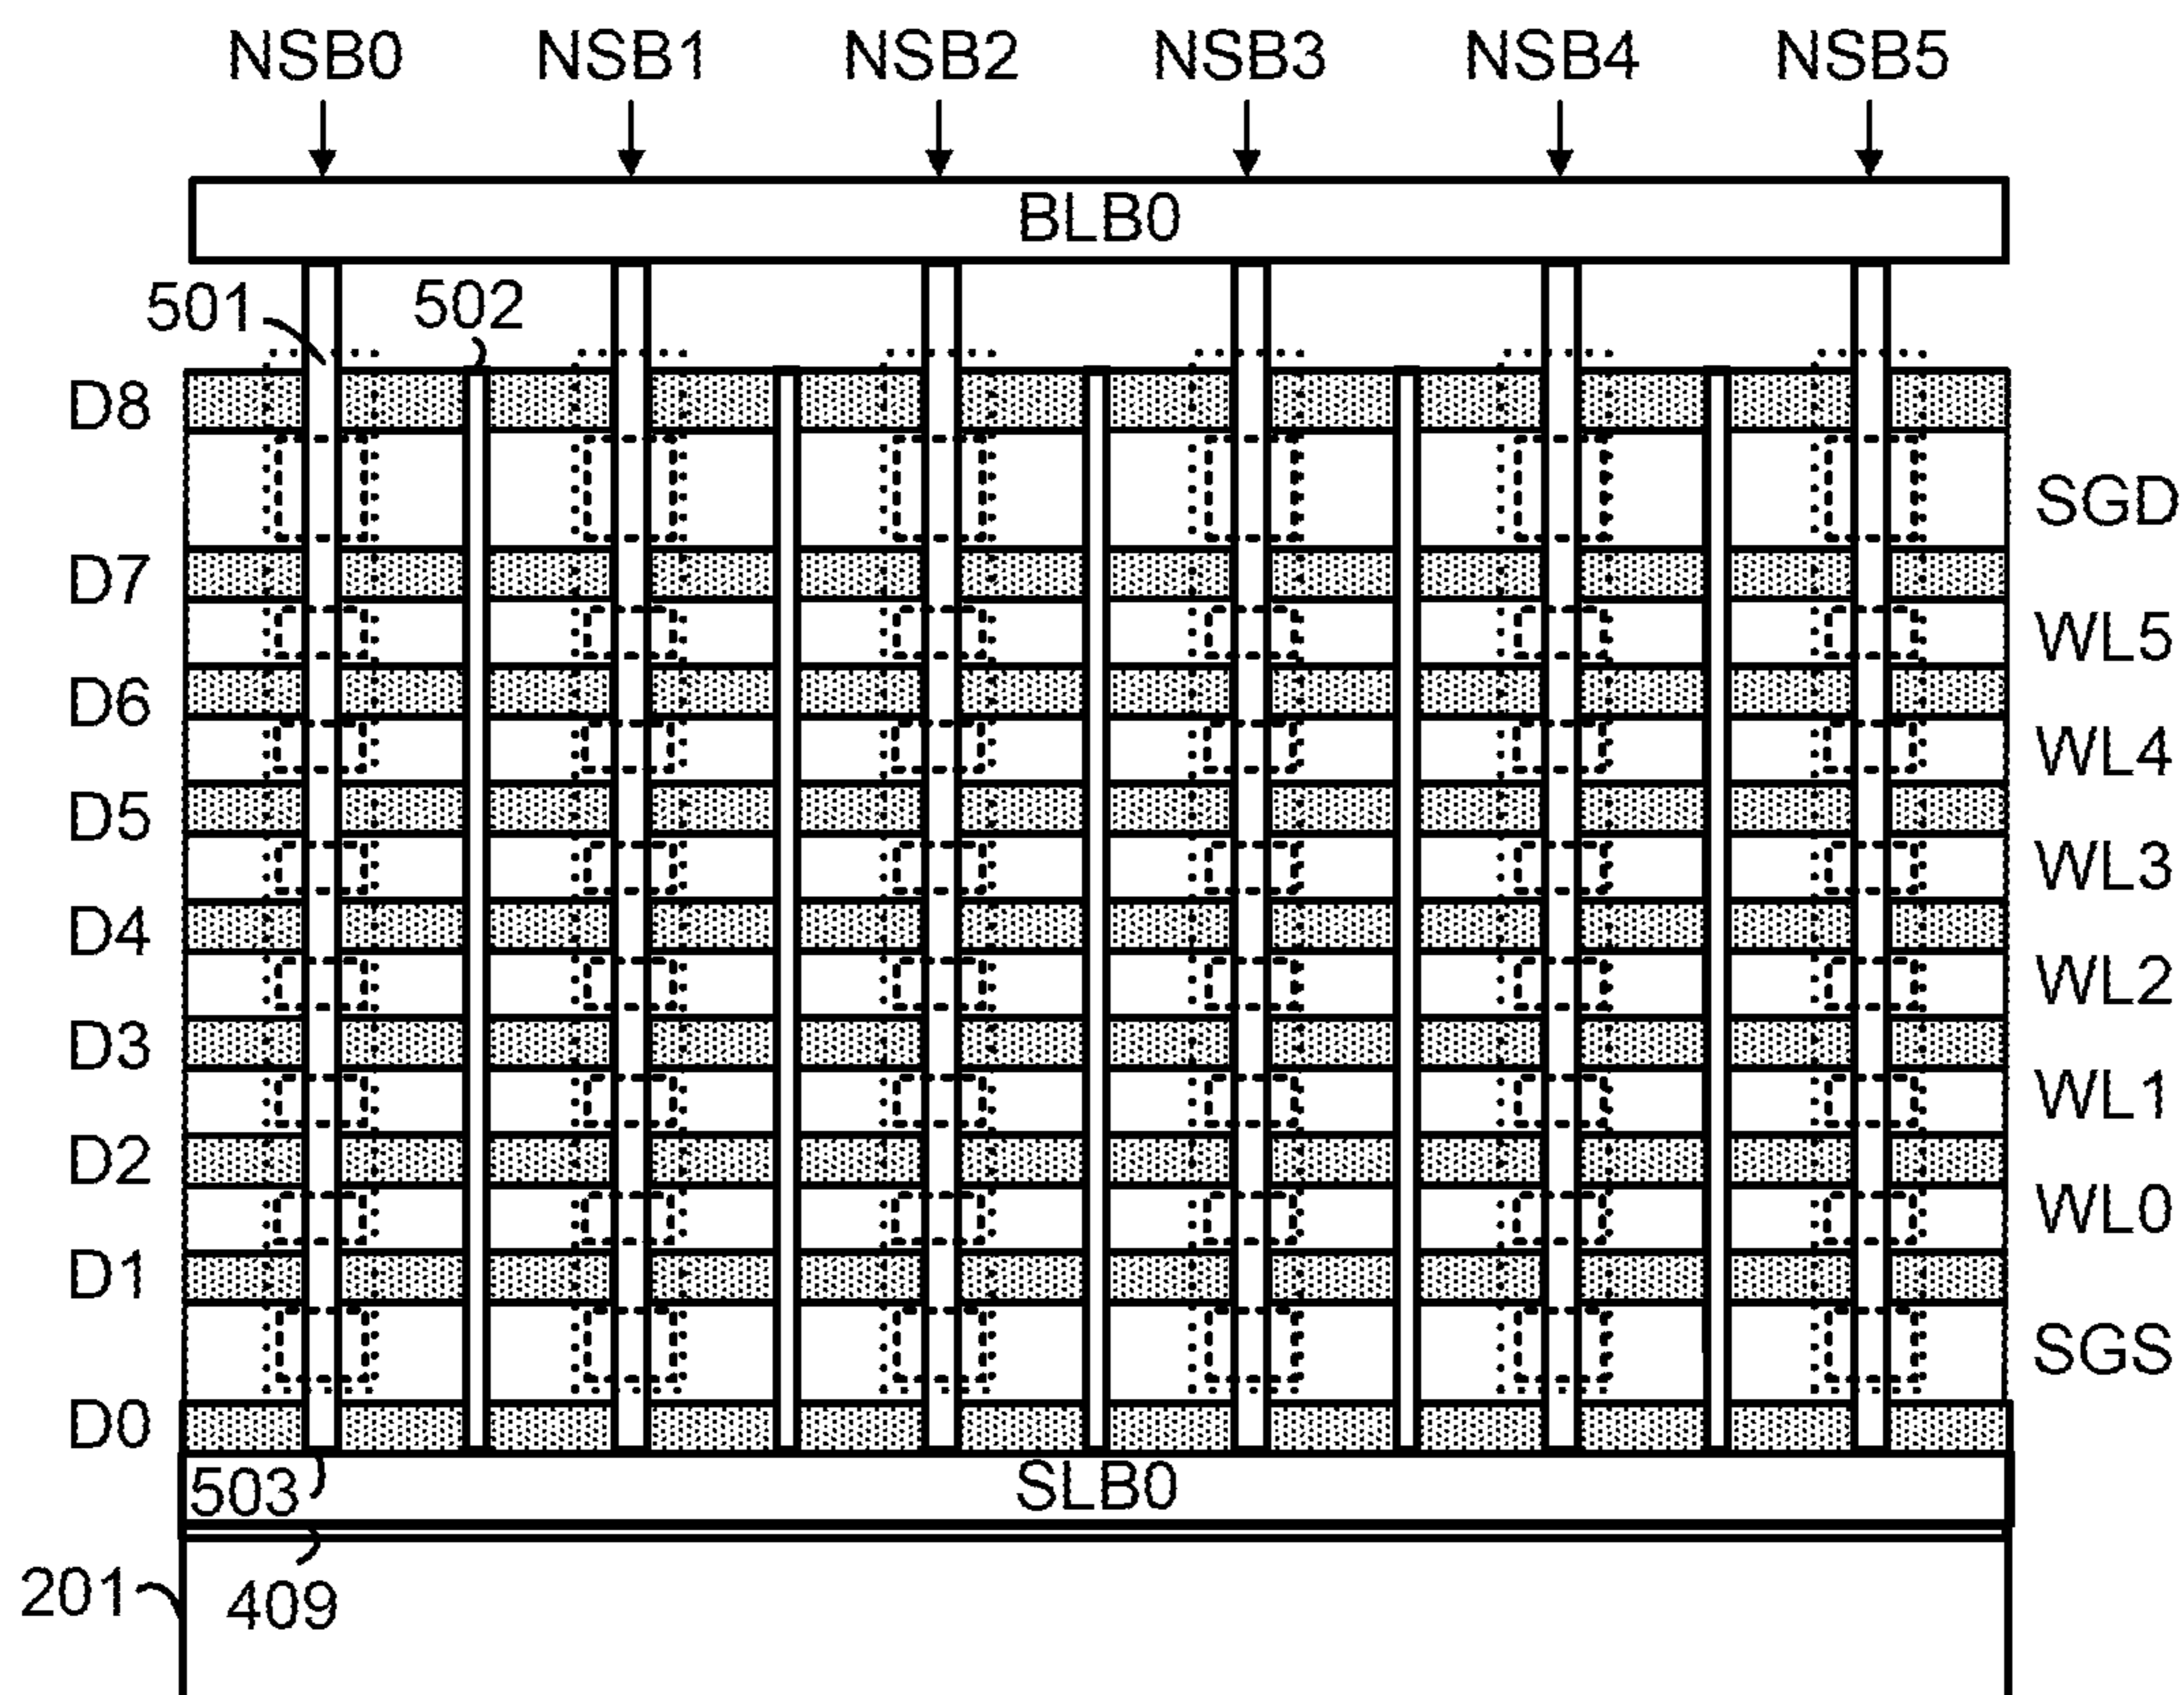 NSB0 NSB1 NSB2 NSB3 NSB4 NSB5
BLB0
501 502
D8
SGD
D7
WL5
D6
WL4
D5
WL3
D4
WL2
D3
WL1
D2
WL0
D1
SGS
D0
503 SLB0
201 409